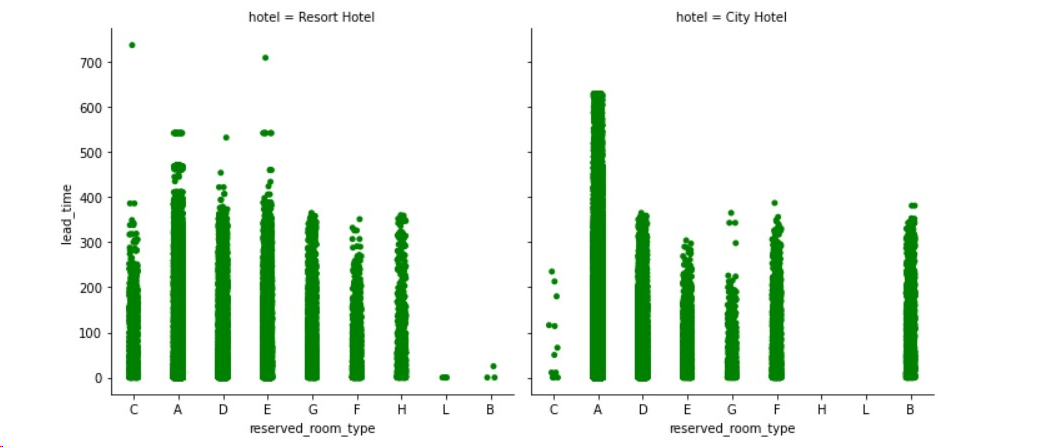 hotel = Resort Hotel
hotel = City Hotel
700
600
500
400
300
200
100
0
lead_time
C A D E G F H L B
C A D E G F H L B
reserved_room_type
reserved_room_type